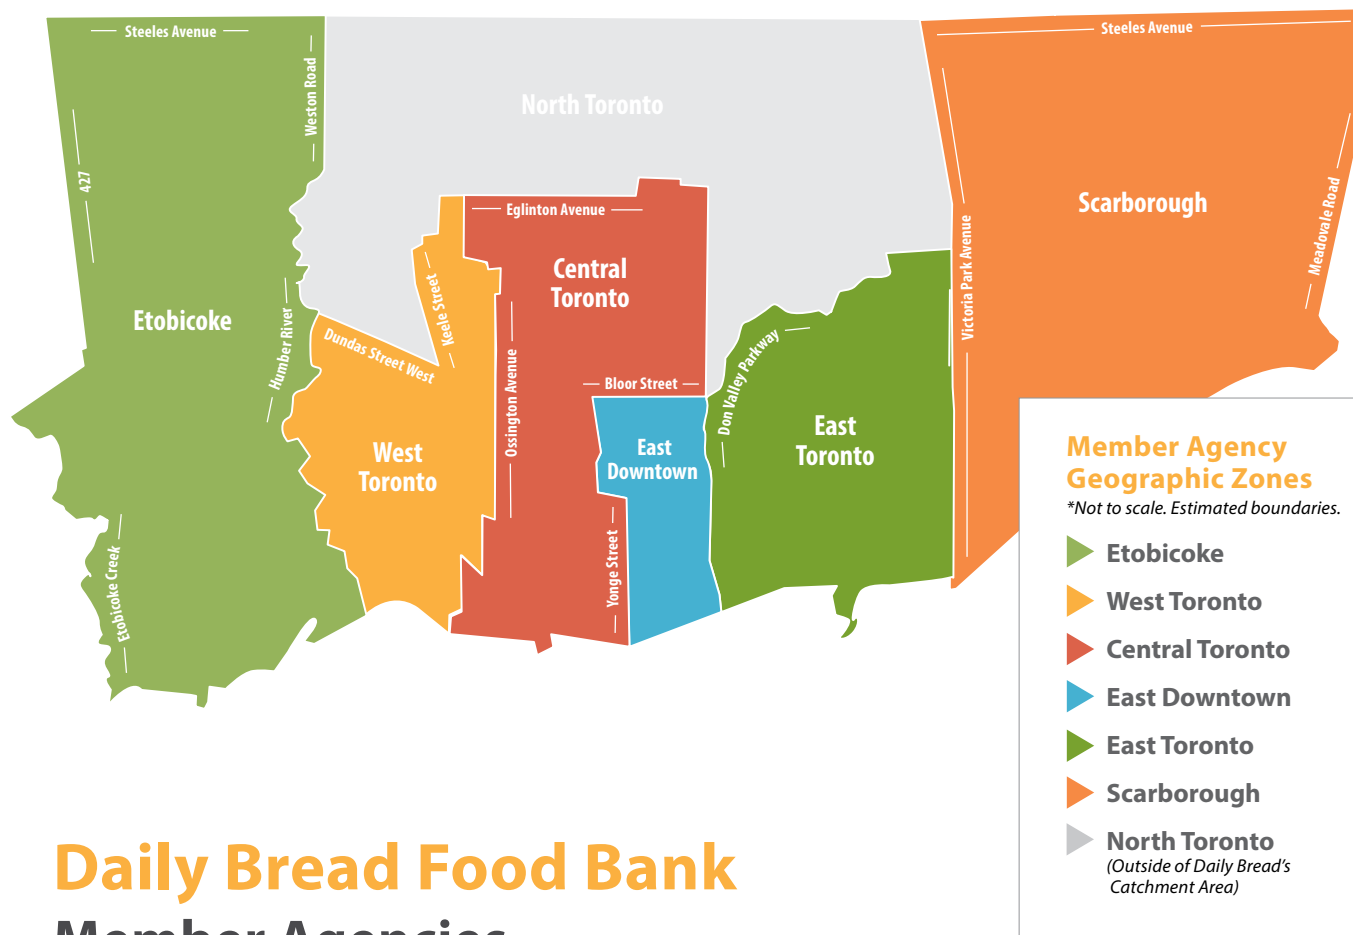 Steeles Avenue
Steeles Avenue
Weston Road
North Toronto
427
Scarborough
Meadovale Road
Eglinton Avenue
Victoria Park Avenue
Central
Toronto
Keele Street
Etobicoke
Humber River
Dundas Street West
Ossington Avenue
Bloor Street
Don Valley Parkway
East
Toronto
West
Toronto
East
Downtown
Yonge Street
Etobicoke Creek
Member Agency
Geographic Zones
*Not to scale. Estimated boundaries.
Etobicoke
West Toronto
Central Toronto
East Downtown
East Toronto
Scarborough
North Toronto
(Outside of Daily Bread's
Catchment Area)
Daily Bread Food Bank
Member Agencies